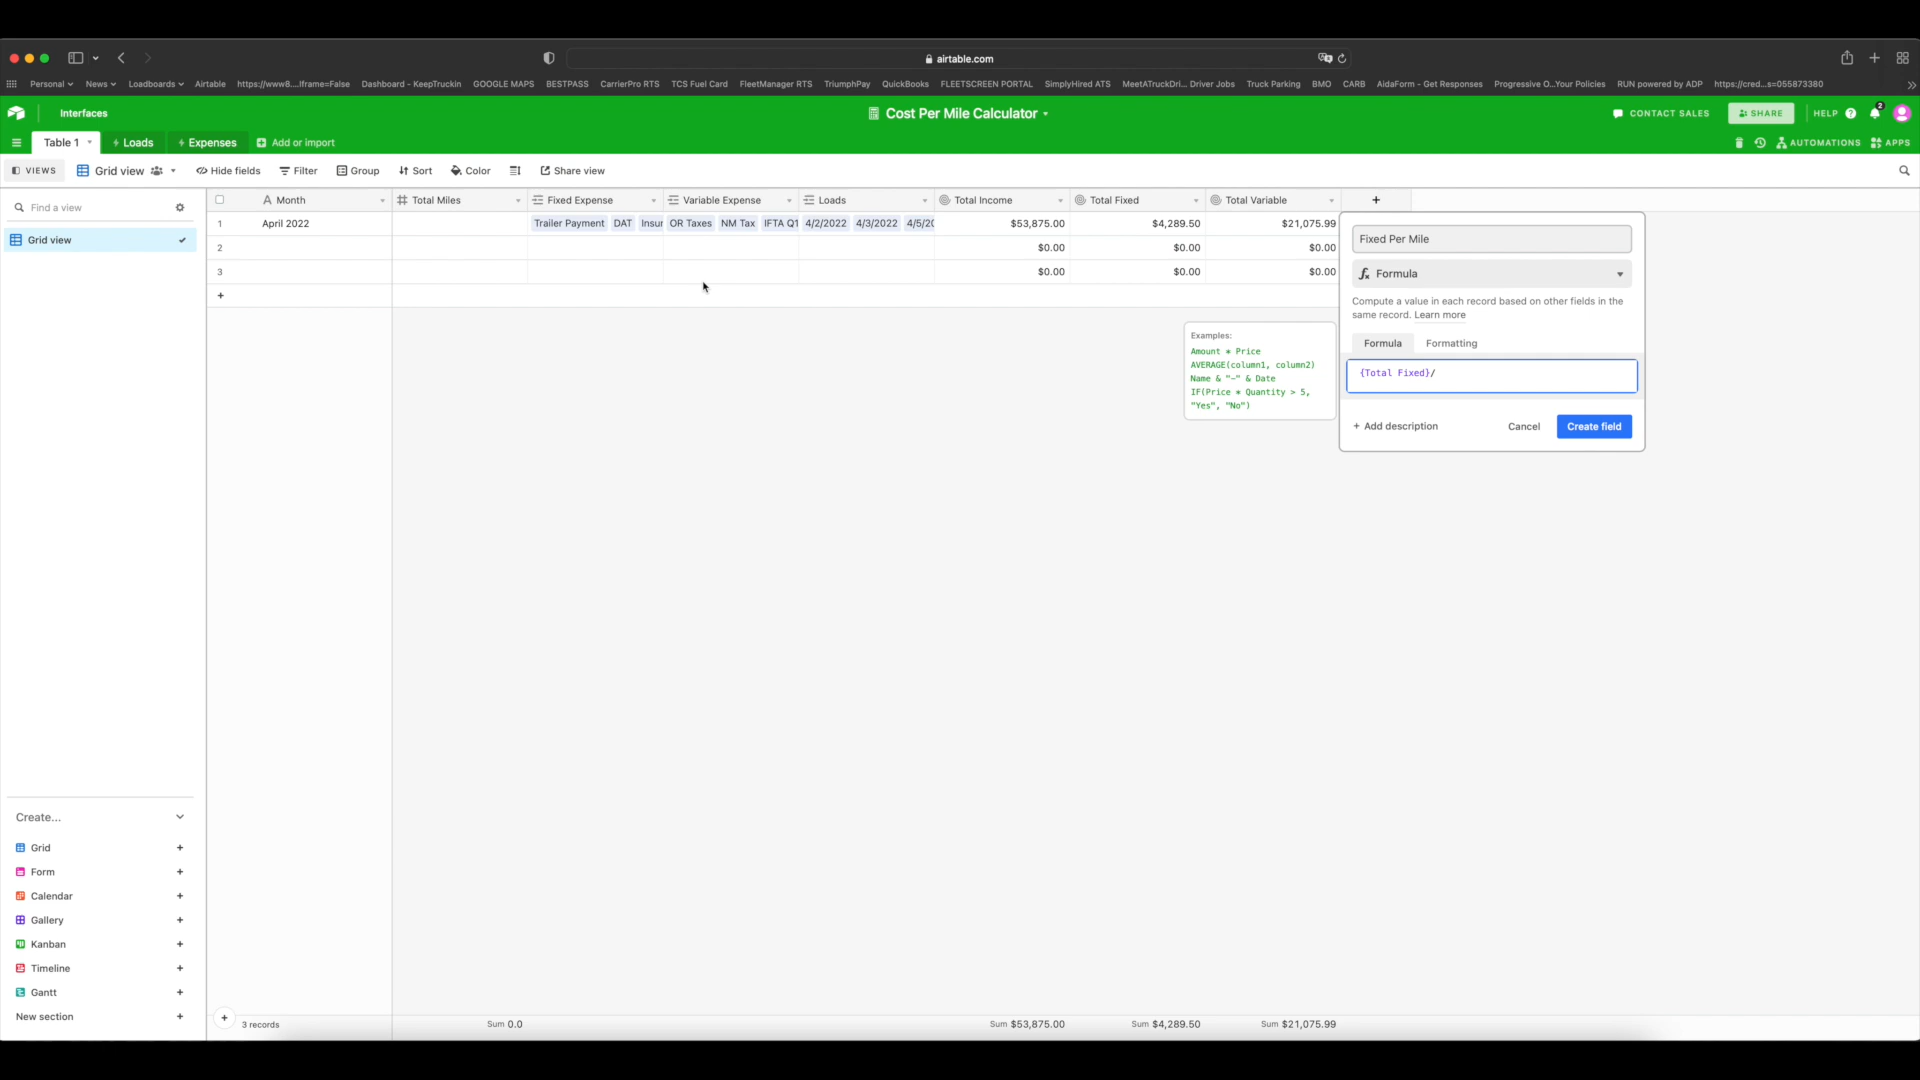 airtable.com
Personal News Loadboards Airtable https://www8....Iframe=False Dashboard - KeepTruckin GOOGLE MAPS BESTPASS CarrierPro RTS TCS Fuel Card FleetManager RTS TriumphPay QuickBooks FLEETSCREEN PORTAL SimplyHired ATS MeetATruckDri... Driver Jobs Truck Parking BMO CARB AidaForm - Get Responses Progressive O...Your Policies RUN powered by ADP https://cred...s=055873380
Interfaces
Cost Per Mile Calculator
CONTACT SALES
SHARE
HELP
2
Table 1
Loads
Expenses
Add or import
AUTOMATIONS
APPS
VIEWS
Grid view
Hide fields
Filter
Group
Sort
Color
Share view
Find a view
Grid view
Month Total Miles Fixed Expense Variable Expense Loads Total Income Total Fixed Total Variable
1 April 2022 Trailer Payment DAT Insur OR Taxes NM Tax IFTA Q1 4/2/2022 4/3/2022 4/5/20 $53,875.00 $4,289.50 $21,075.99
2 $0.00 $0.00 $0.00
3 $0.00 $0.00 $0.00
Fixed Per Mile
Formula
Compute a value in each record based on other fields in the
same record. Learn more
Formula Formatting
{Total Fixed}/
+ Add description
Cancel
Create field
Examples:
Amount * Price
AVERAGE(column1, column2)
Name & "-" & Date
IF(Price * Quantity > 5,
"Yes", "No")
Create...
Grid
Form
Calendar
Gallery
Kanban
Timeline
Gantt
New section
3 records
Sum 0.0
Sum $53,875.00
Sum $4,289.50
Sum $21,075.99